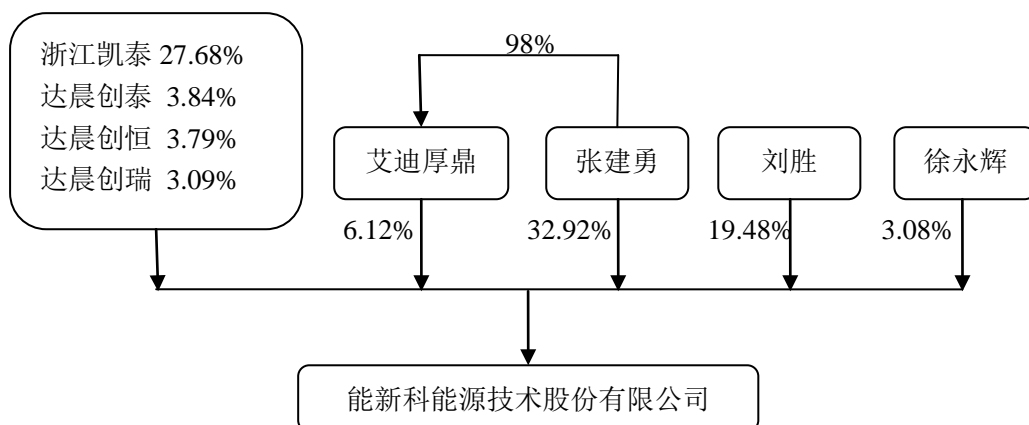 浙江凯泰 27.68%
达晨创泰 3.84%
达晨创恒 3.79%
达晨创瑞 3.09%
98%
艾迪厚鼎
张建勇
刘胜
徐永辉
6.12%
32.92%
19.48%
3.08%
能新科能源技术股份有限公司